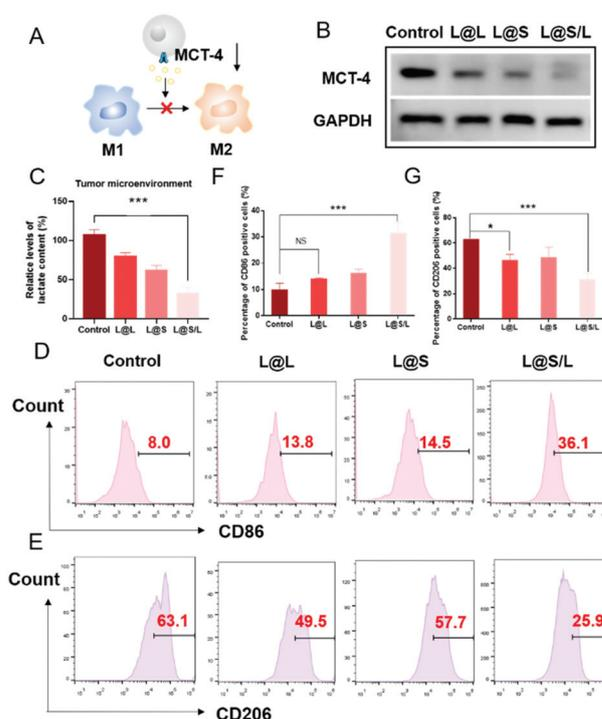 A
MCT-4
M1
M2
B
Control L@L L@S L@S/L
MCT-4
GAPDH
C
Tumor microenvironment
Relative levels of
lactate content (%)
150
100
50
0
***
Control L@L L@S L@S/L
F
Percentage of CD86 positive cells (%)
40
30
20
10
0
***
NS
Control L@L L@S L@S/L
G
Percentage of CD206 positive cells (%)
80
60
40
20
0
***
*
Control L@L L@S L@S/L
D
Control L@L L@S L@S/L
Count
8.0
13.8
14.5
36.1
CD86
E
Count
63.1
49.5
57.7
25.9
CD206